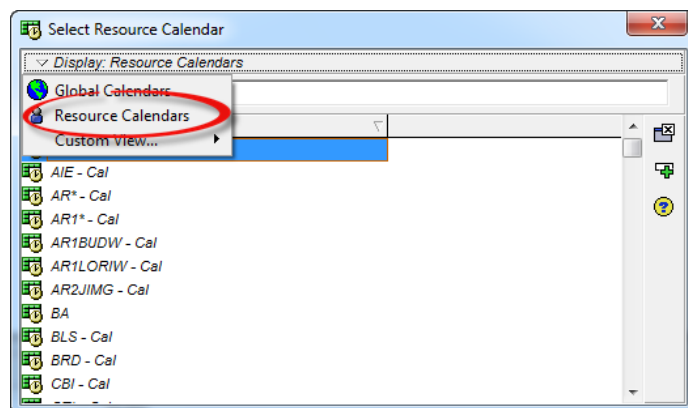 Select Resource Calendar
Display: Resource Calendars
Global Calendars
Resource Calendars
Custom View...
AIE - Cal
AR* - Cal
AR1* - Cal
AR1BUDW - Cal
AR1LORIW - Cal
AR2JIMG - Cal
BA
BLS - Cal
BRD - Cal
CBI - Cal